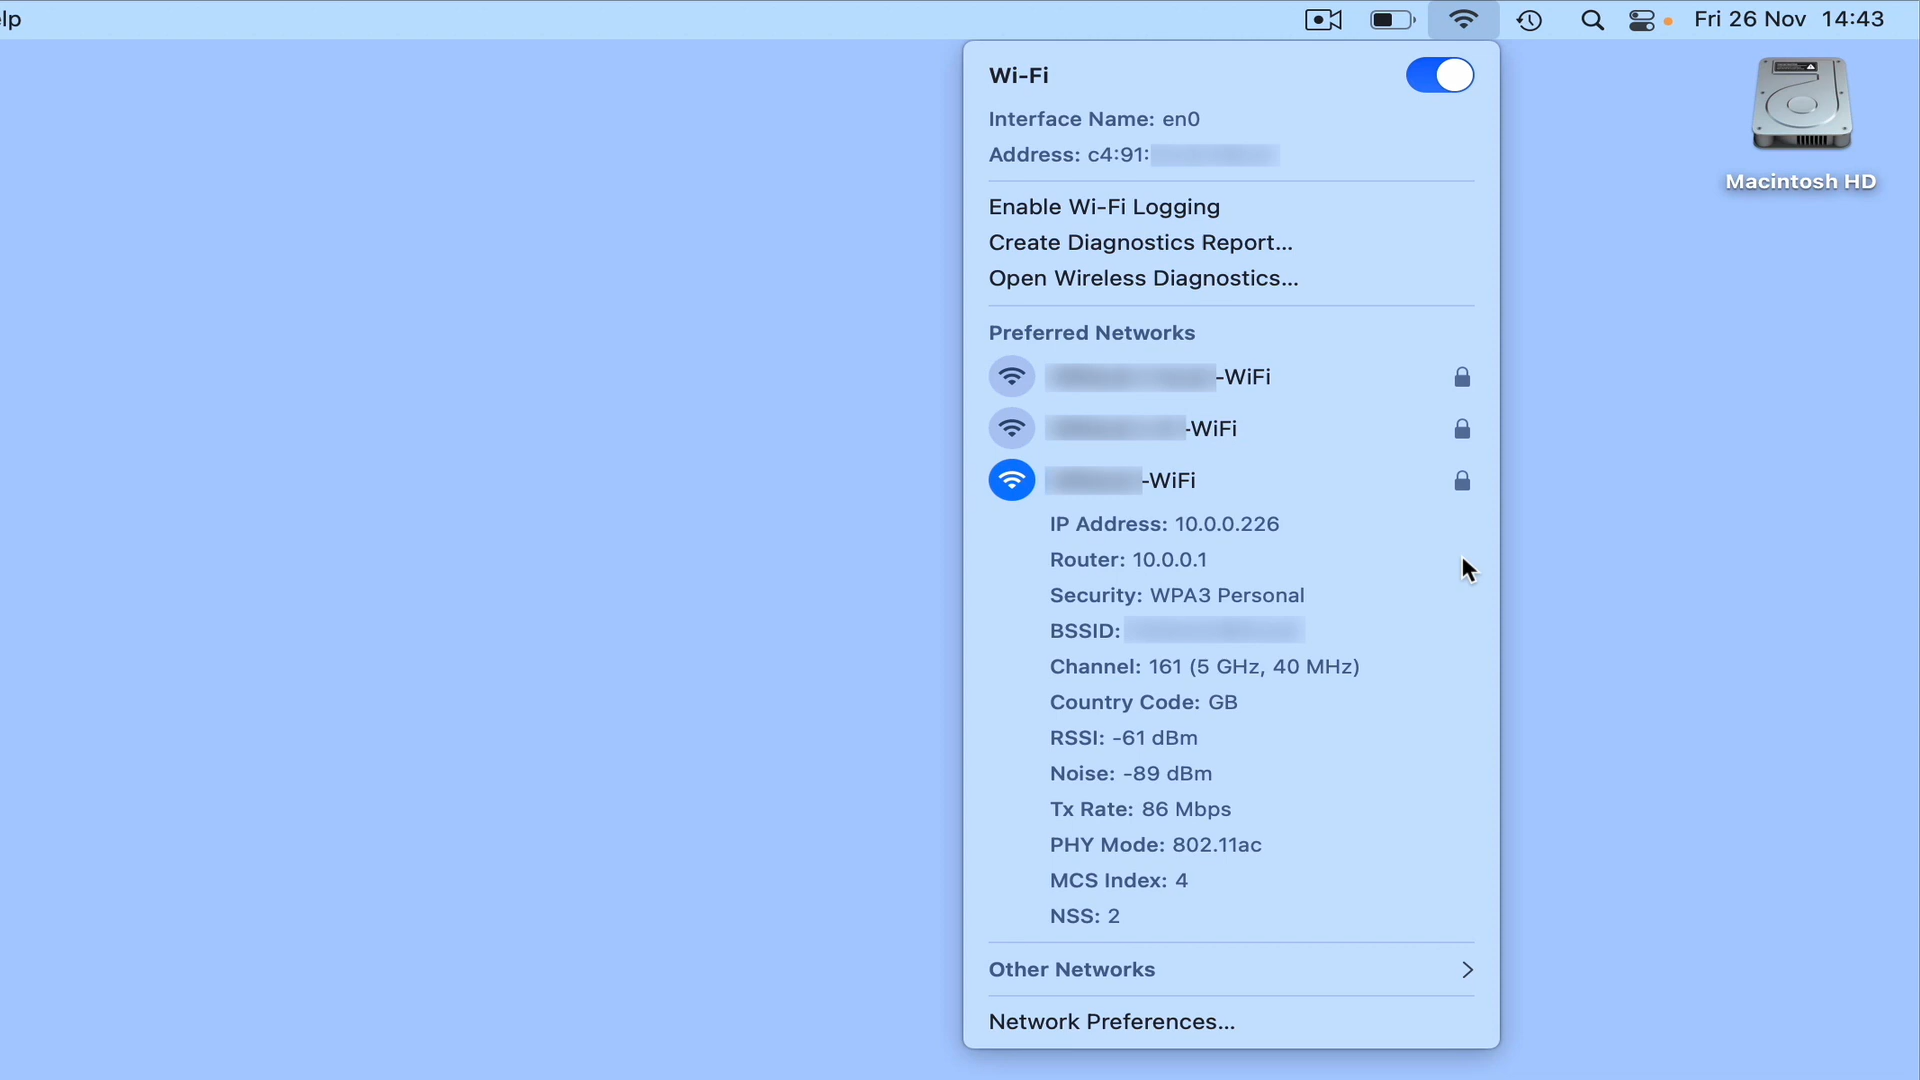 lp
Fri 26 Nov 14:43
Wi-Fi
Interface Name: en0
Address: c4:91:
Enable Wi-Fi Logging
Create Diagnostics Report...
Open Wireless Diagnostics...
Preferred Networks
-WiFi
-WiFi
-WiFi
IP Address: 10.0.0.226
Router: 10.0.0.1
Security: WPA3 Personal
BSSID:
Channel: 161 (5 GHz, 40 MHz)
Country Code: GB
RSSI: -61 dBm
Noise: -89 dBm
Tx Rate: 86 Mbps
PHY Mode: 802.11ac
MCS Index: 4
NSS: 2
Other Networks
Network Preferences...
Macintosh HD